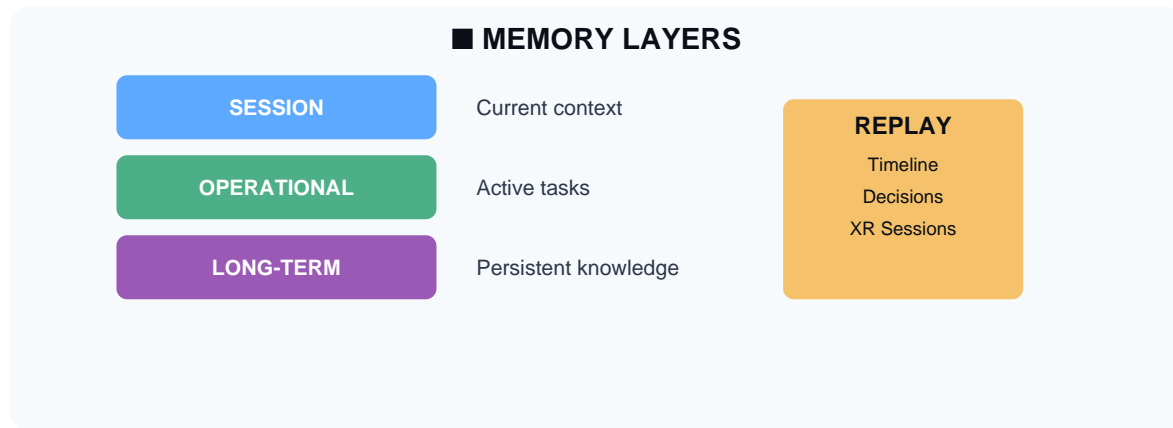 ■ MEMORY LAYERS
SESSION
Current context
OPERATIONAL
Active tasks
LONG-TERM
Persistent knowledge
REPLAY
Timeline
Decisions
XR Sessions